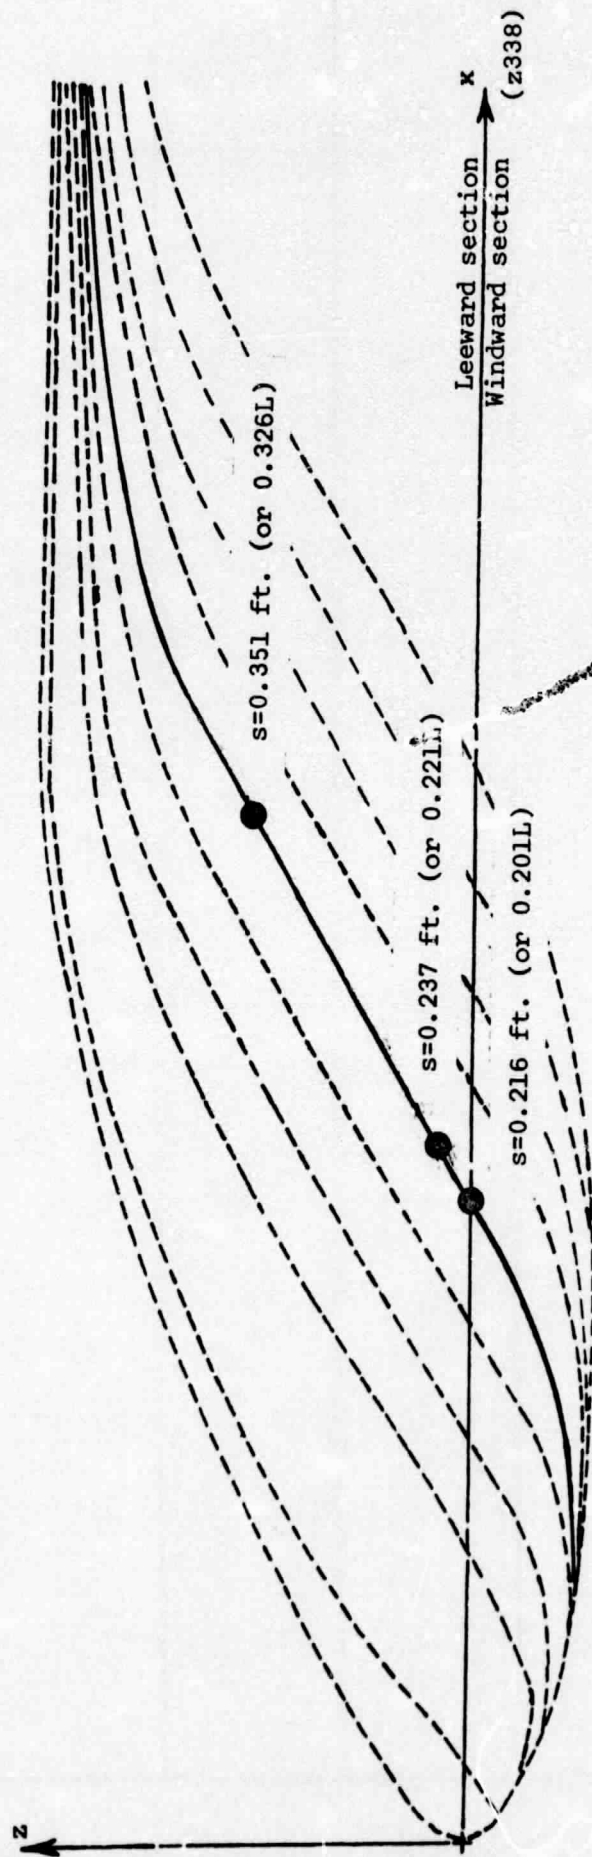 z
s=0.351 ft. (or 0.326L)
s=0.237 ft. (or 0.221L)
s=0.216 ft. (or 0.201L)
Leeward section
Windward section
x
(z338)